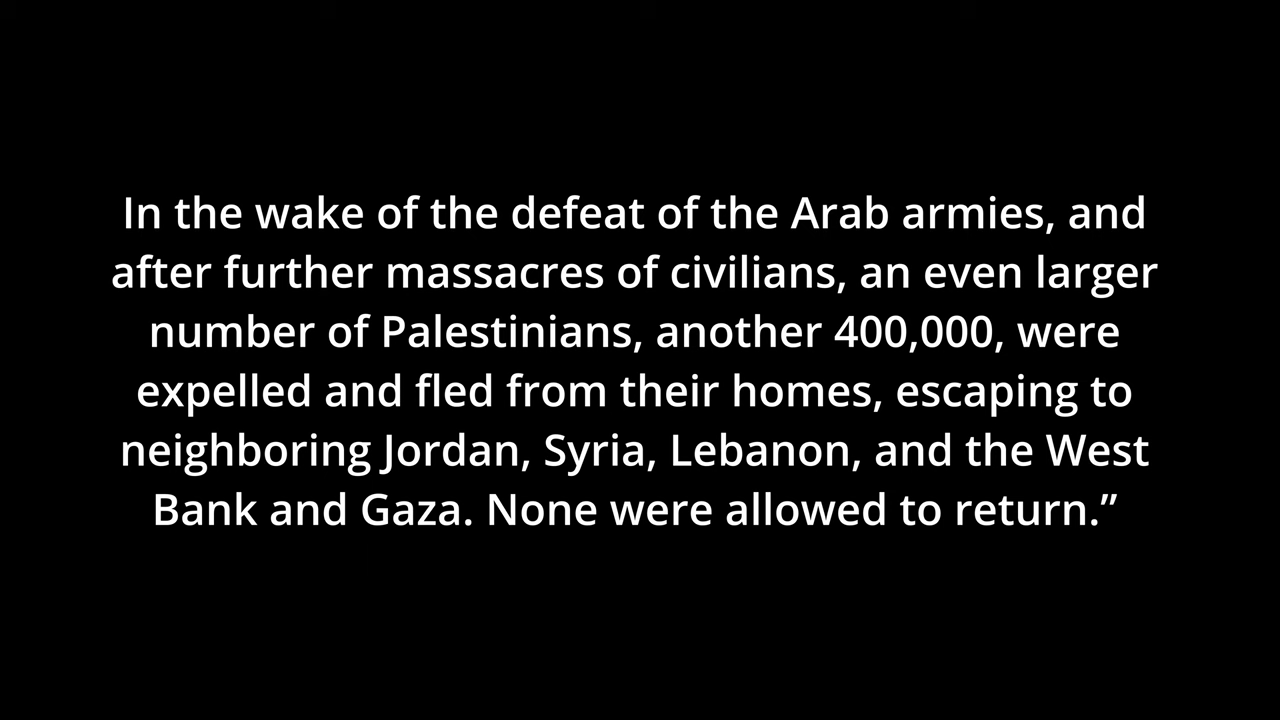 In the wake of the defeat of the Arab armies, and
after further massacres of civilians, an even larger
number of Palestinians, another 400,000, were
expelled and fled from their homes, escaping to
neighboring Jordan, Syria, Lebanon, and the West
Bank and Gaza. None were allowed to return.”